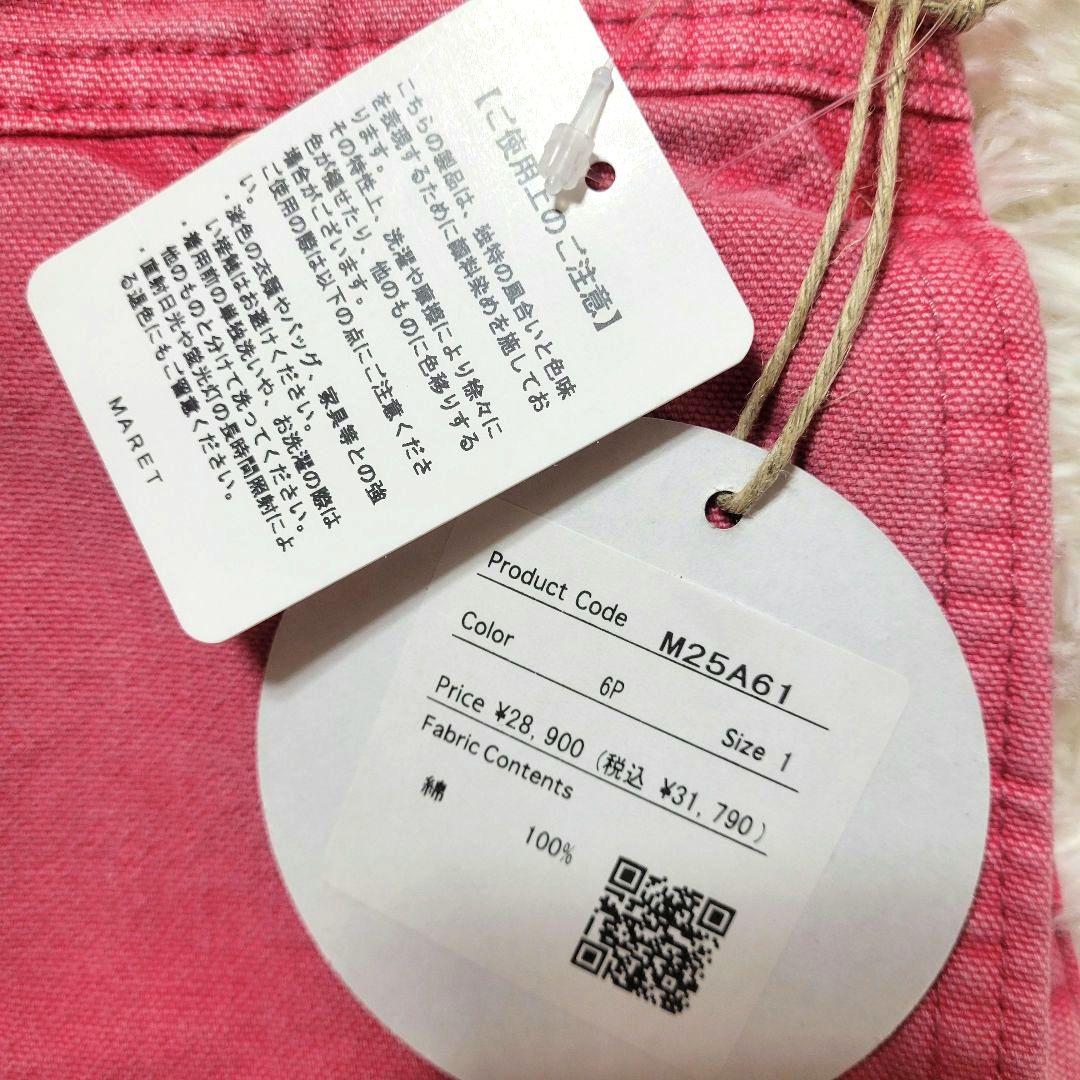 【ご使用上のご注意】
こちらの製品は、独特の風合いと色味
を表現するために顔料染めを施してお
ります。
その特性上、洗濯や摩擦により徐々に
色が褪せたり、他のものに色移りする
場合がございます。
ご使用の際は以下の点にご注意くださ
い。
・淡色の衣類やバッグ、家具等との強
い接触はお避けください。
・着用前の単独洗いや、お洗濯の際は
他のものと分けて洗ってください。
・直射日光や蛍光灯の長時間照射によ
る退色にもご留意ください。
MARET
Product Code M25A61
Color 6P Size 1
Price ¥28,900 (税込 ¥31,790)
Fabric Contents
綿 100%